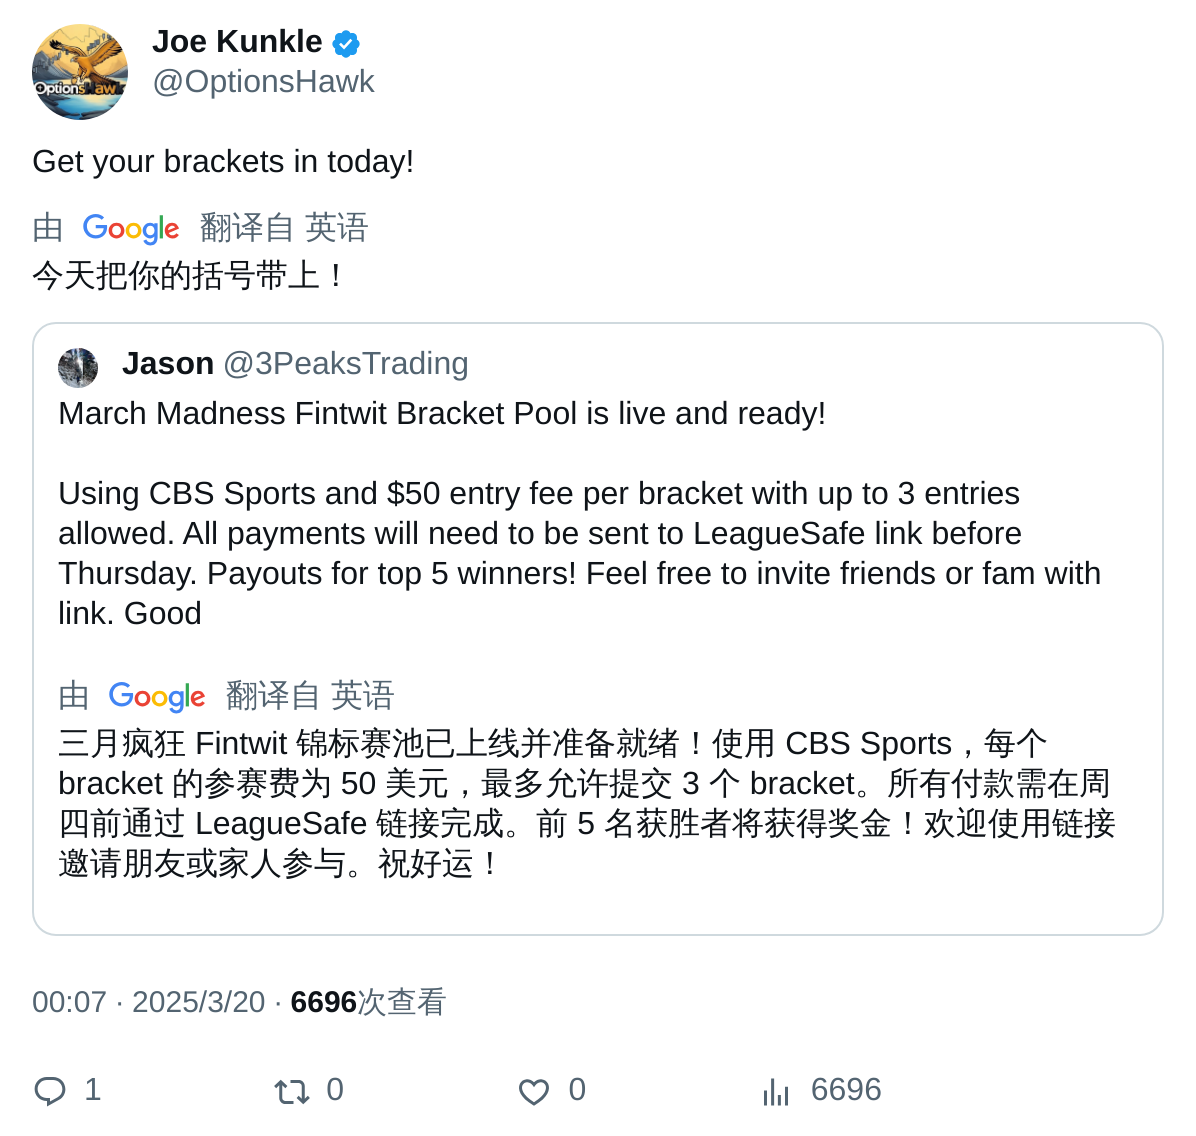 OptionsHawk
Joe Kunkle
@OptionsHawk
Get your brackets in today!
由 Google 翻译自 英语
今天把你的括号带上！
Jason @3PeaksTrading
March Madness Fintwit Bracket Pool is live and ready!
Using CBS Sports and $50 entry fee per bracket with up to 3 entries
allowed. All payments will need to be sent to LeagueSafe link before
Thursday. Payouts for top 5 winners! Feel free to invite friends or fam with
link. Good
由 Google 翻译自 英语
三月疯狂 Fintwit 锦标赛池已上线并准备就绪！使用 CBS Sports，每个
bracket 的参赛费为 50 美元，最多允许提交 3 个 bracket。所有付款需在周
四前通过 LeagueSafe 链接完成。前 5 名获胜者将获得奖金！欢迎使用链接
邀请朋友或家人参与。祝好运！
00:07 · 2025/3/20 · 6696次查看
1 0 0 6696